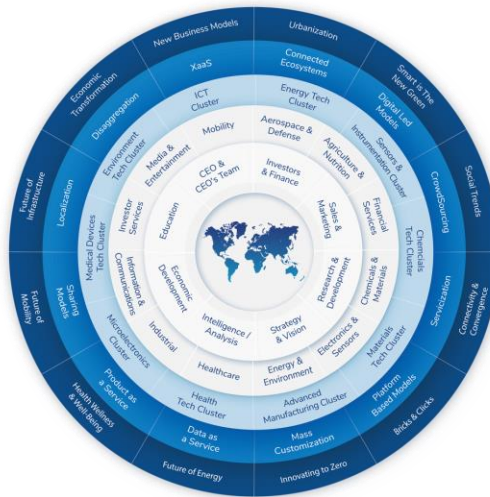 New Business Models
Urbanization
Smart is The
New Green
Social Trends
Connectivity &
Convergence
Bricks & Clicks
Innovating to Zero
Future of Energy
Health Wellness
& Well-Being
Future of
Mobility
Future of
Infrastructure
Economic
Transformation
XaaS
Connected
Ecosystems
Digital Led
Models
CrowdSourcing
Servicization
Platform
Based Models
Mass
Customization
Data as
a Service
Product as
a Service
Sharing
Models
Localization
Disaggregation
ICT
Cluster
Energy Tech
Cluster
Sensors &
Instrumentation Cluster
Chemcials
Tech Cluster
Materials
Tech Cluster
Advanced
Manufacturing Cluster
Health
Tech Cluster
Microelectronics
Cluster
Medical Devices
Tech Cluster
Environment
Tech Cluster
Mobility
Aerospace &
Defense
Agriculture &
Nutrition
Financial
Services
Chemicals &
Materials
Electronics &
Sensors
Energy &
Environment
Healthcare
Industrial
Information &
Communications
Investor
Services
Media &
Entertainment
CEO &
CEO's Team
Investors
& Finance
Sales &
Marketing
Research &
Development
Strategy
& Vision
Intelligence /
Analysis
Economic
Development
Education